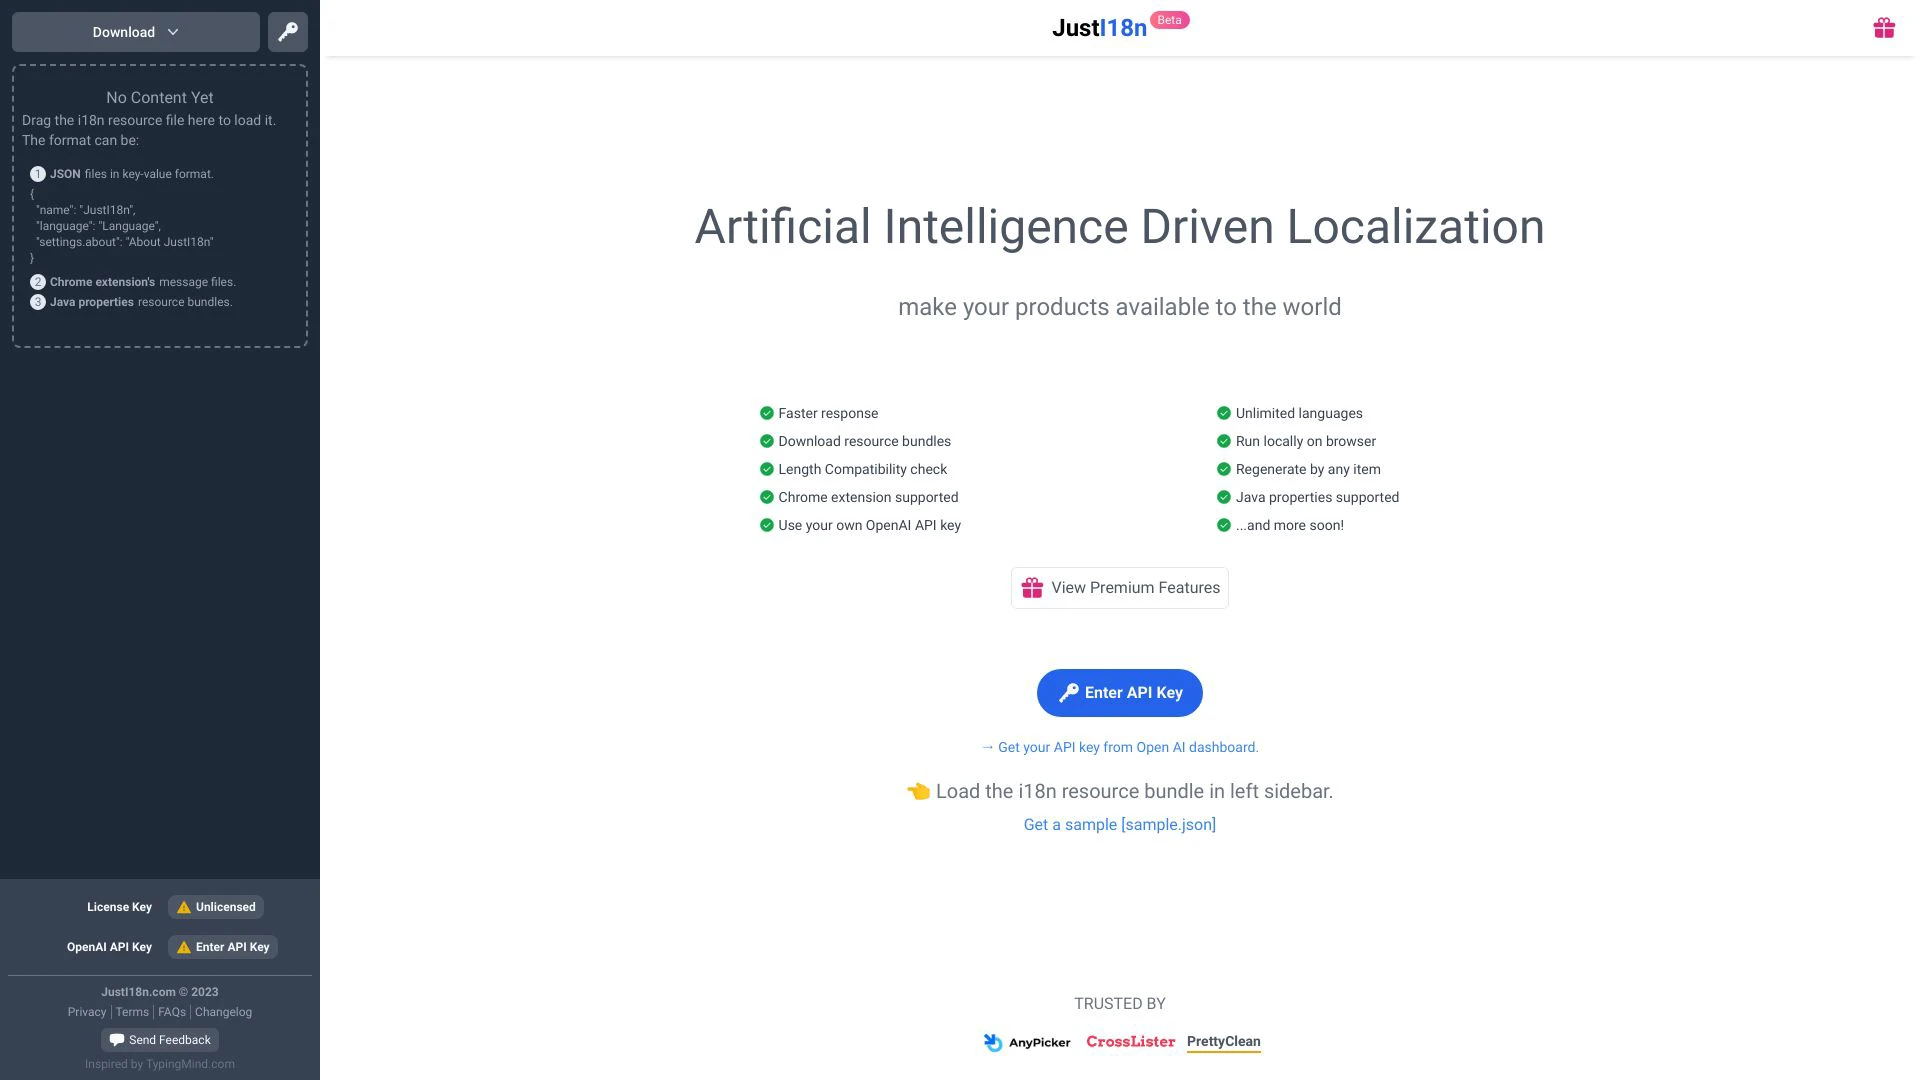 Download
No Content Yet
Drag the i18n resource file here to load it.
The format can be:
1 JSON files in key-value format.
{
"name": "JustI18n",
"language": "Language",
"settings.about": "About JustI18n"
}
2 Chrome extension's message files.
3 Java properties resource bundles.
License Key Unlicensed
OpenAI API Key Enter API Key
JustI18n.com © 2023
Privacy | Terms | FAQs | Changelog
Send Feedback
Inspired by TypingMind.com
JustI18n Beta
Artificial Intelligence Driven Localization
make your products available to the world
Faster response
Download resource bundles
Length Compatibility check
Chrome extension supported
Use your own OpenAI API key
Unlimited languages
Run locally on browser
Regenerate by any item
Java properties supported
...and more soon!
View Premium Features
Enter API Key
→ Get your API key from Open AI dashboard.
👈 Load the i18n resource bundle in left sidebar.
Get a sample [sample.json]
TRUSTED BY
AnyPicker CrossLister PrettyClean